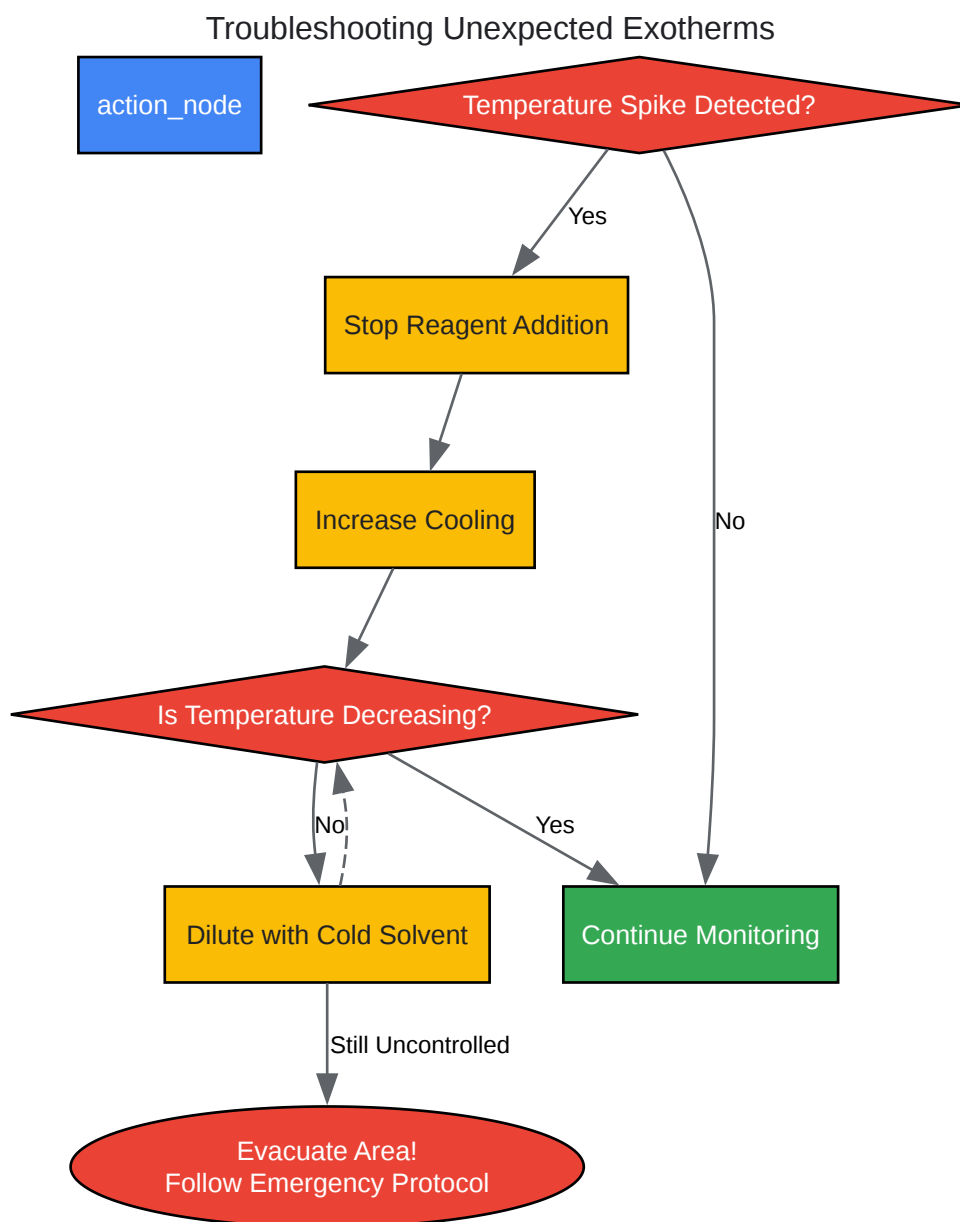 Troubleshooting Unexpected Exotherms
action_node
Temperature Spike Detected?
Yes
Stop Reagent Addition
Increase Cooling
No
Is Temperature Decreasing?
No
Yes
Dilute with Cold Solvent
Continue Monitoring
Still Uncontrolled
Evacuate Area!
Follow Emergency Protocol